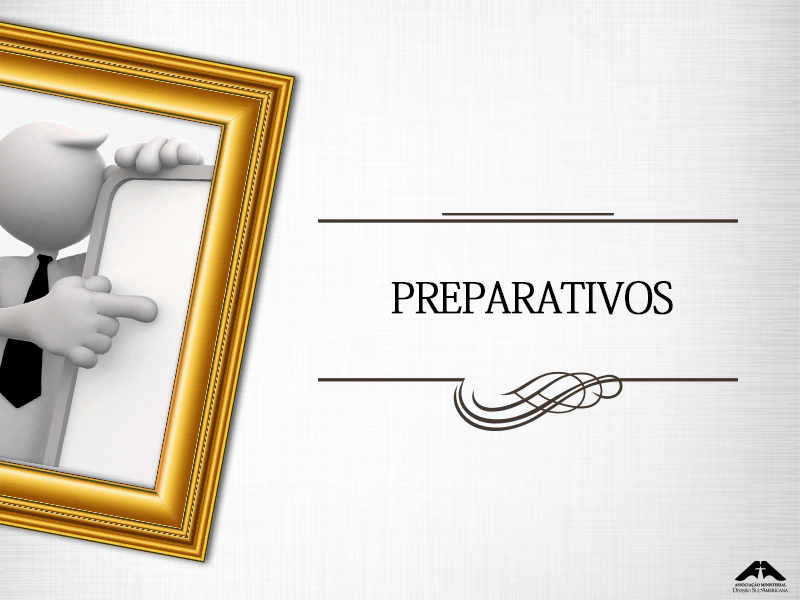 PREPARATIVOS
ASSOCIAÇÃO MINISTERIAL
DIVISÃO SUL-AMERICANA